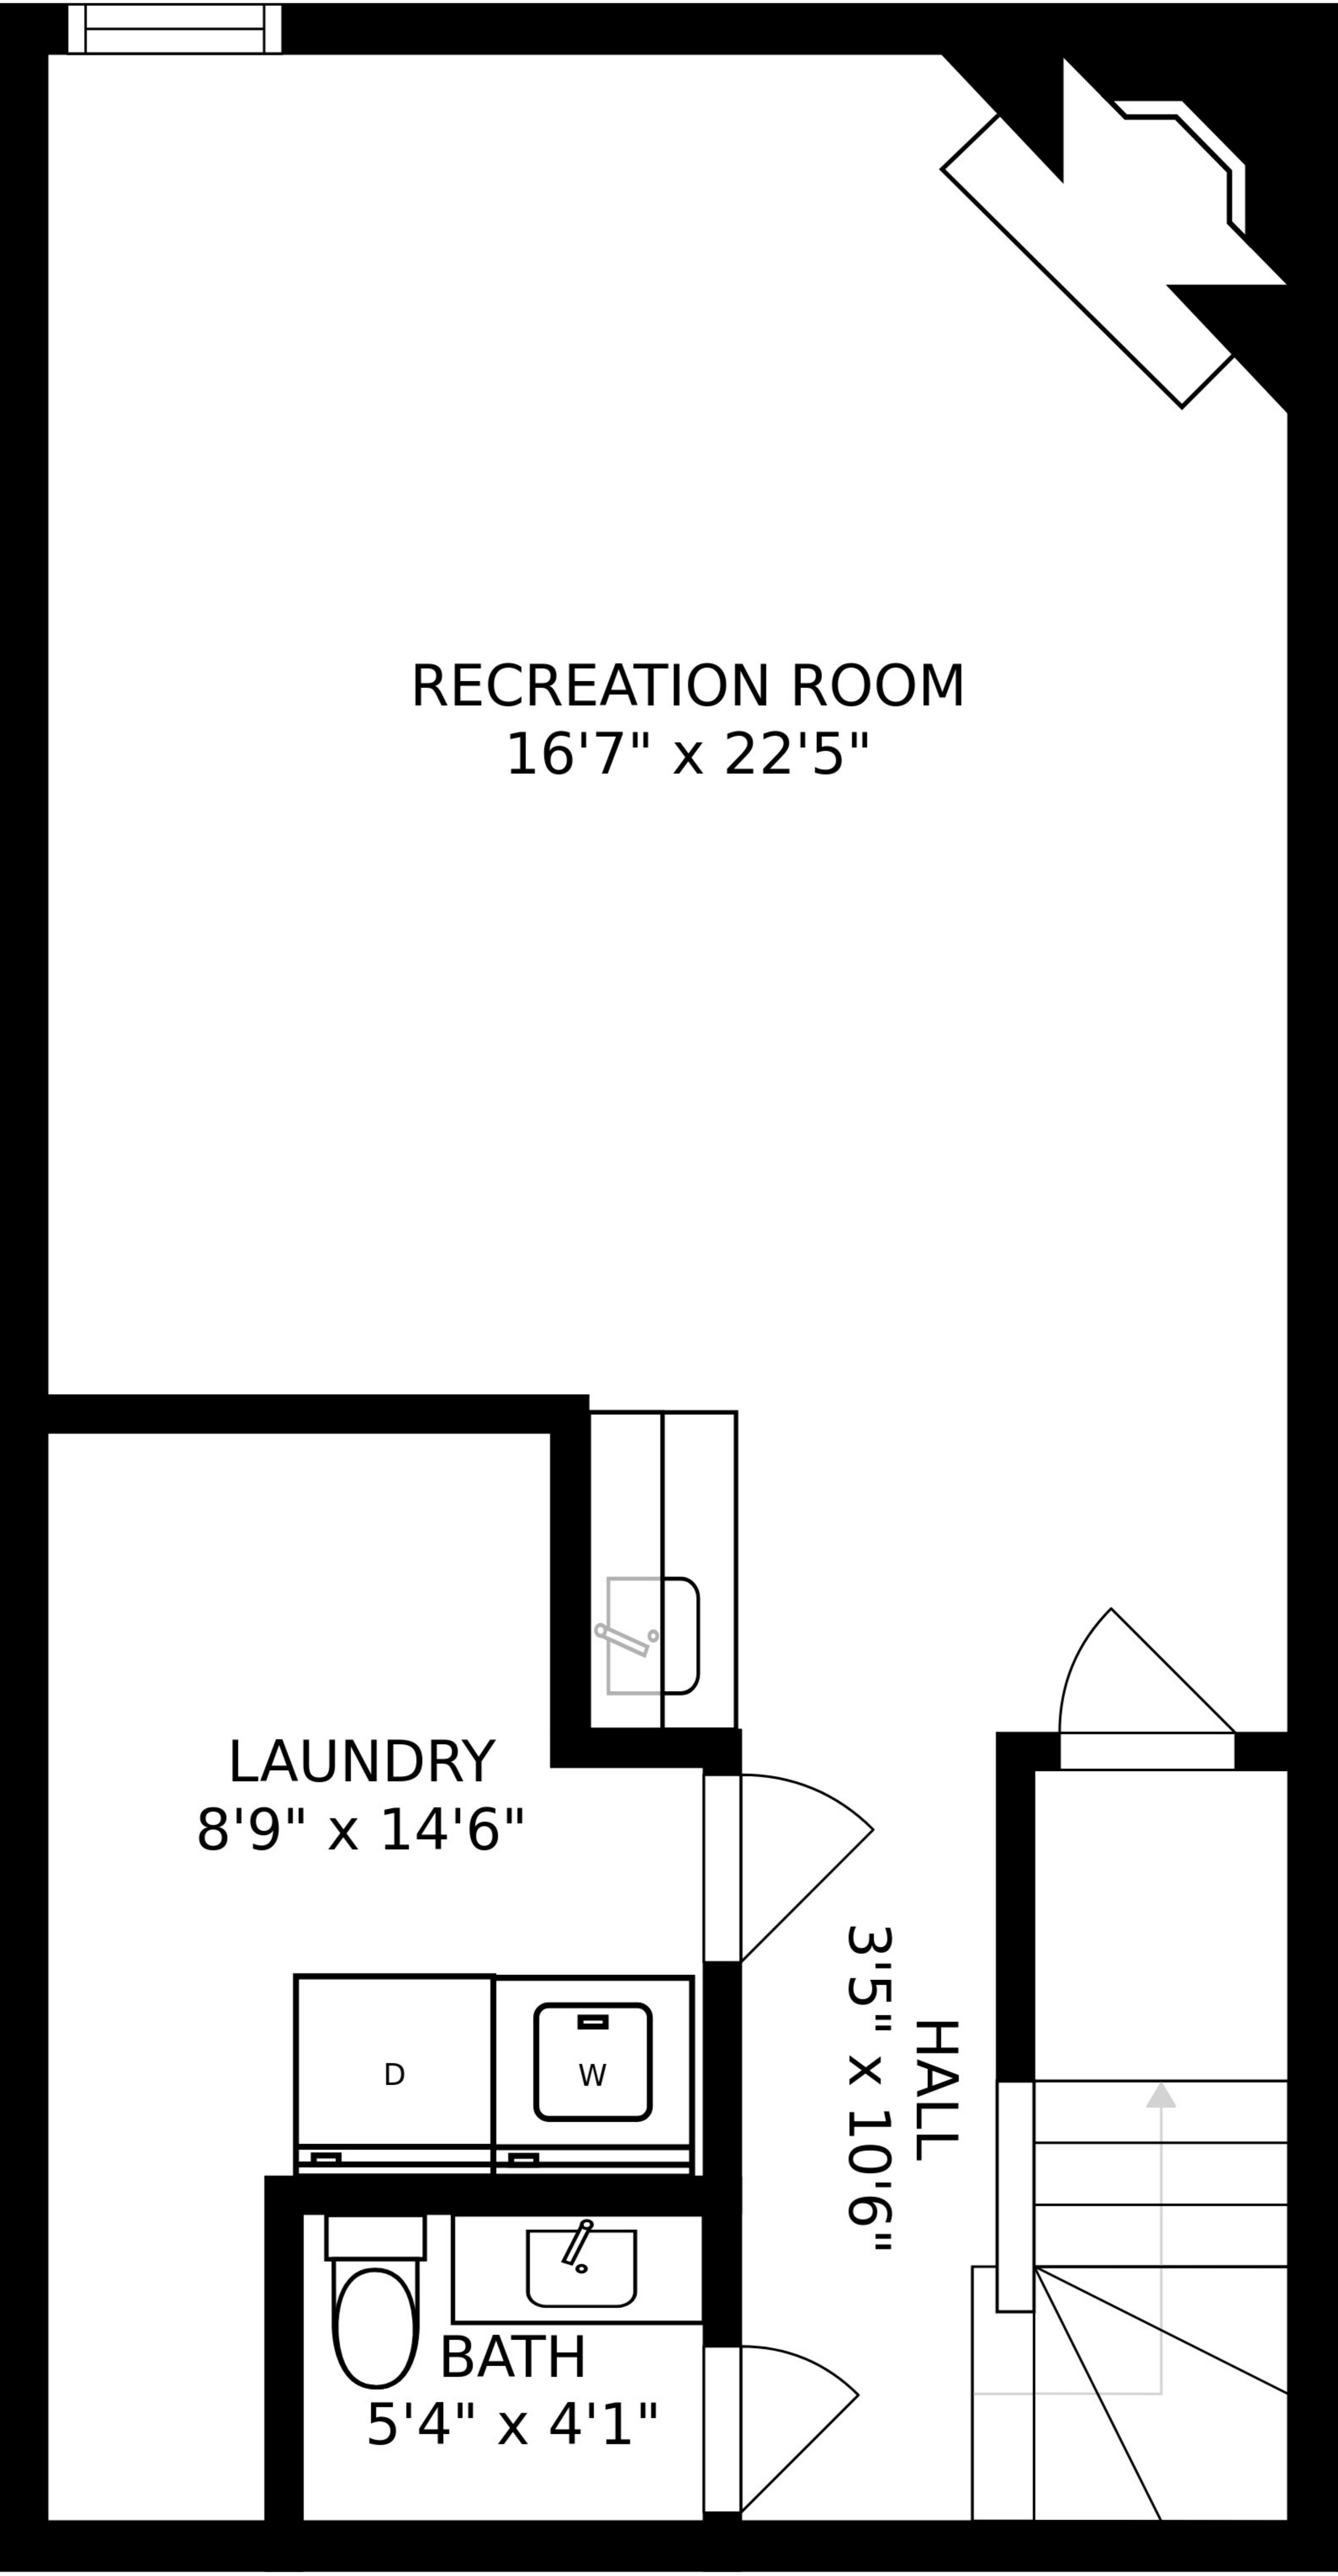 RECREATION ROOM
16'7" x 22'5"
LAUNDRY
8'9" x 14'6"
HALL
3'5" x 10'6"
D
W
BATH
5'4" x 4'1"